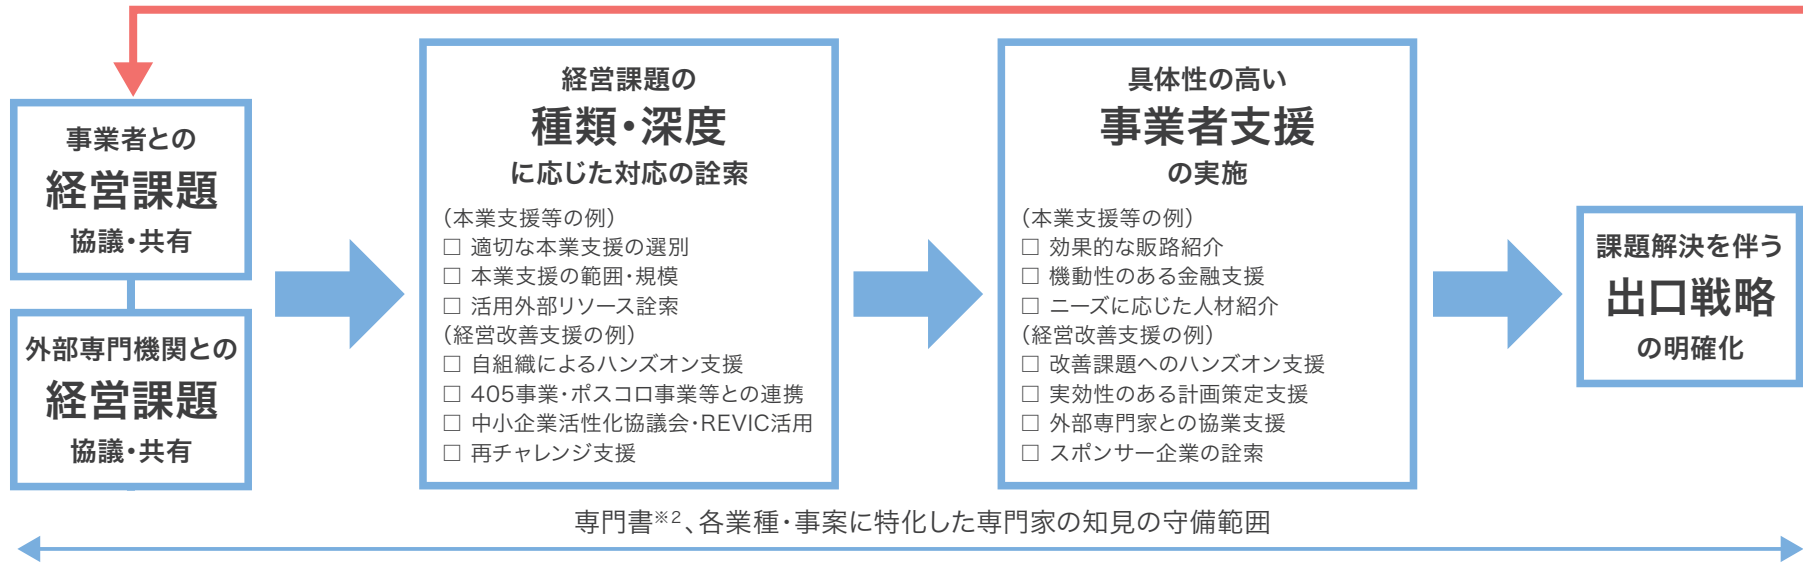 事業者との
経営課題
協議・共有
外部専門機関との
経営課題
協議・共有
経営課題の
種類・深度
に応じた対応の詮索
（本業支援等の例）
□ 適切な本業支援の選別
□ 本業支援の範囲・規模
□ 活用外部リソース詮索
（経営改善支援の例）
□ 自組織によるハンズオン支援
□ 405事業・ポスコロ事業等との連携
□ 中小企業活性化協議会・REVIC活用
□ 再チャレンジ支援
具体性の高い
事業者支援
の実施
（本業支援等の例）
□ 効果的な販路紹介
□ 機動性のある金融支援
□ ニーズに応じた人材紹介
（経営改善支援の例）
□ 改善課題へのハンズオン支援
□ 実効性のある計画策定支援
□ 外部専門家との協業支援
□ スポンサー企業の詮索
課題解決を伴う
出口戦略
の明確化
専門書※2、各業種・事案に特化した専門家の知見の守備範囲